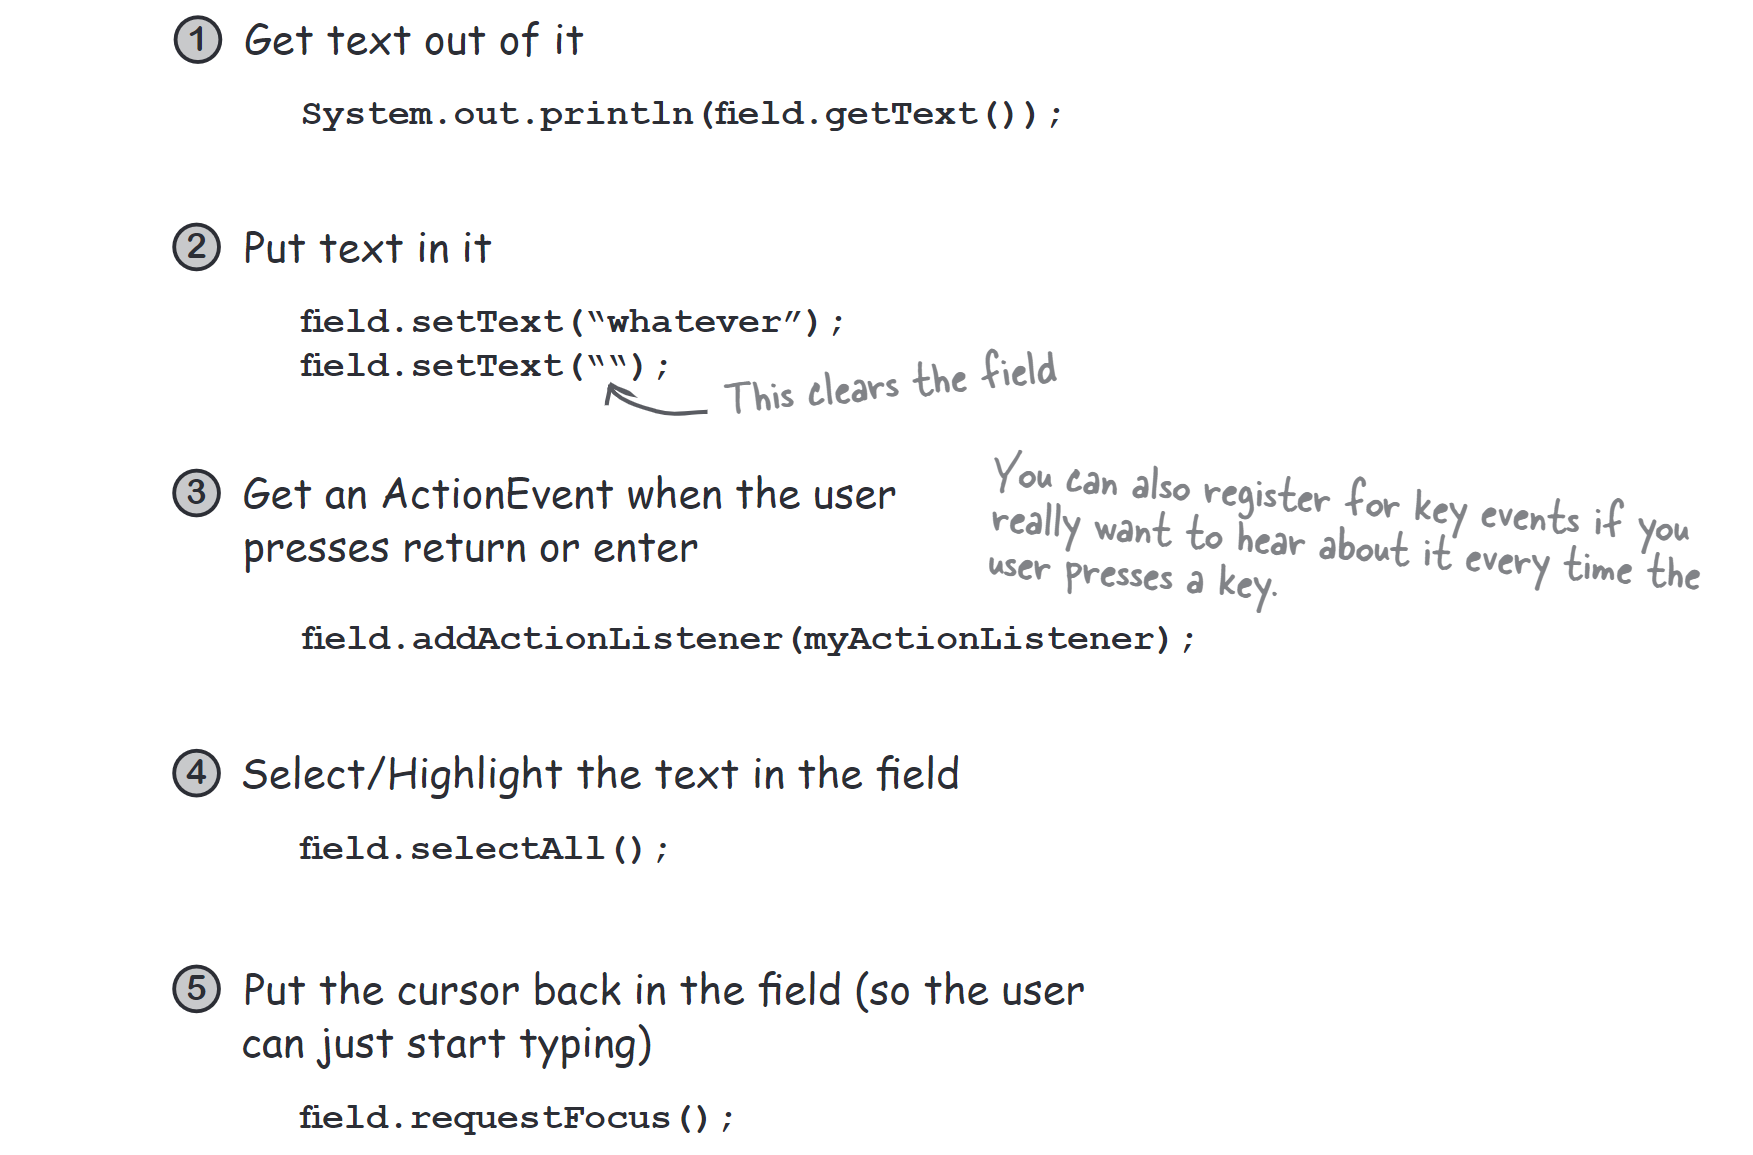 1 Get text out of it
System.out.println(field.getText());
2 Put text in it
field.setText(“whatever”);
field.setText(““);
This clears the field
3 Get an ActionEvent when the user
presses return or enter
You can also register for key events if you
really want to hear about it every time the
user presses a key.
field.addActionListener(myActionListener);
4 Select/Highlight the text in the field
field.selectAll();
5 Put the cursor back in the field (so the user
can just start typing)
field.requestFocus();